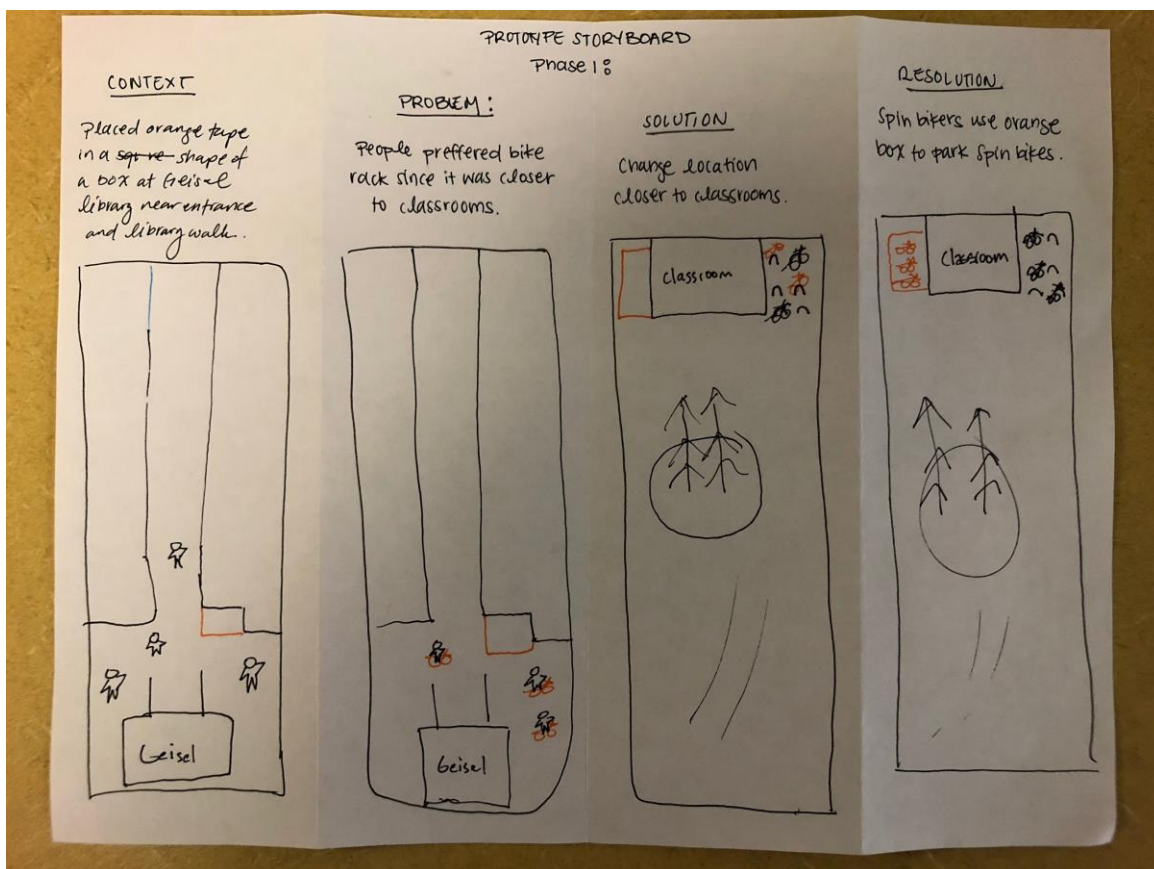 PROTOTYPE STORYBOARD
Phase 1:
CONTEXT
Placed orange tape
in a square shape of
a box at Geisel
library near entrance
and library walk.
Geisel
PROBLEM:
People preffered bike
rack since it was closer
to classrooms.
Geisel
SOLUTION
Change location
closer to classrooms.
Classroom
RESOLUTION
Spin bikers use orange
box to park Spin bikes.
Classroom